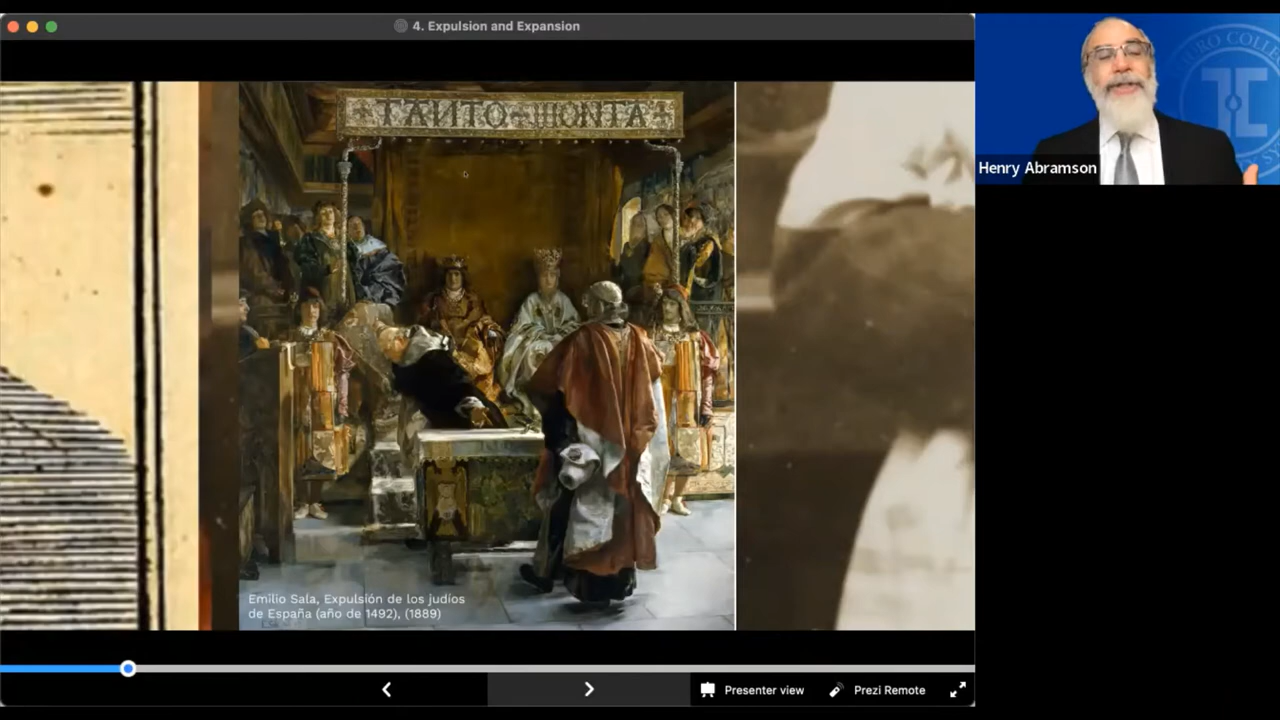 4. Expulsion and Expansion
TANTO MONTA
Emilio Sala, Expulsión de los judíos
de España (año de 1492), (1889)
Presenter view
Prezi Remote
Henry Abramson